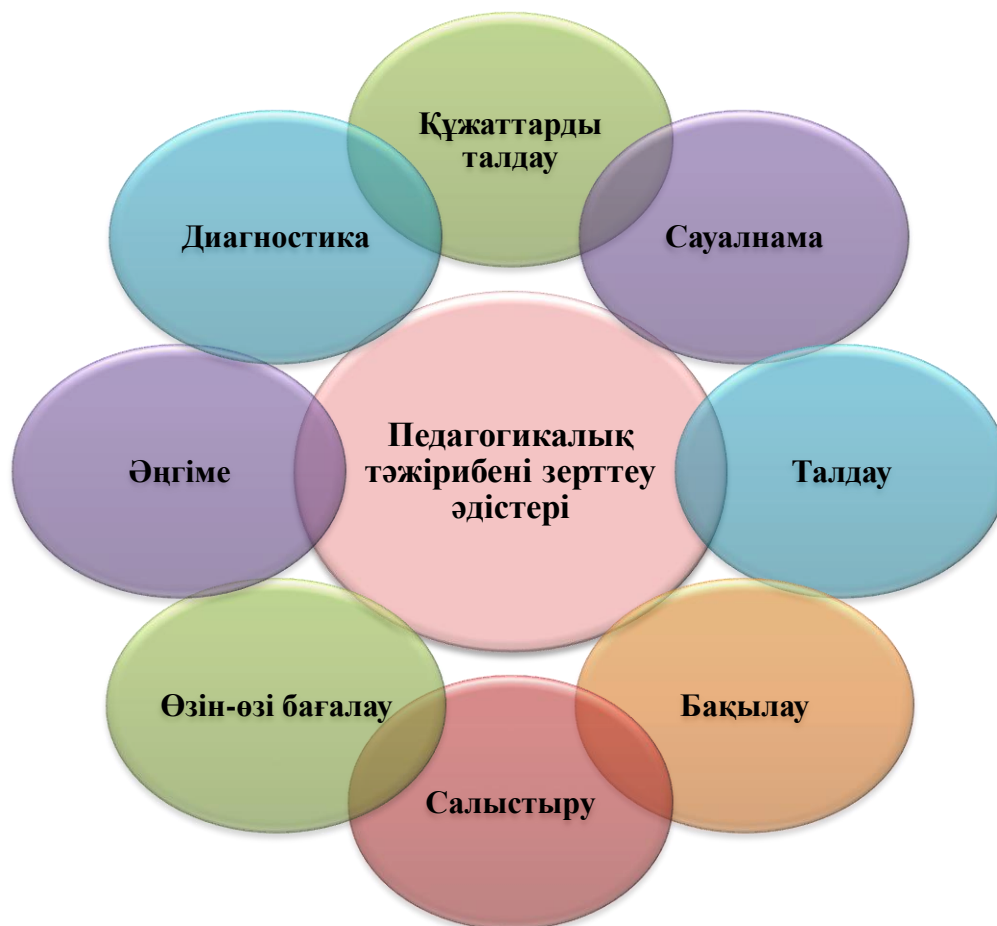 Құжаттарды
талдау
Диагностика
Сауалнама
Педагогикалық
тәжірибені зерттеу
әдістері
Әңгіме
Талдау
Өзін-өзі бағалау
Бақылау
Салыстыру